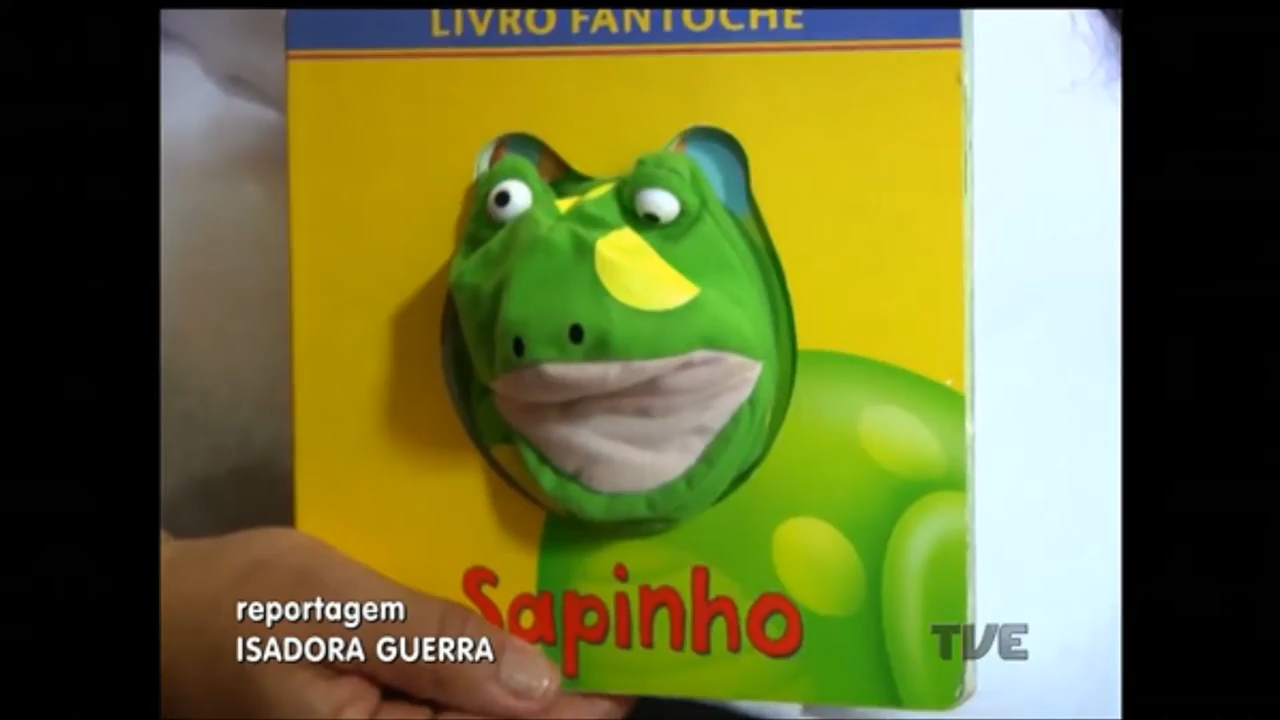 LIVRO FANTOCHE
Sapinho
reportagem
ISADORA GUERRA
TVE